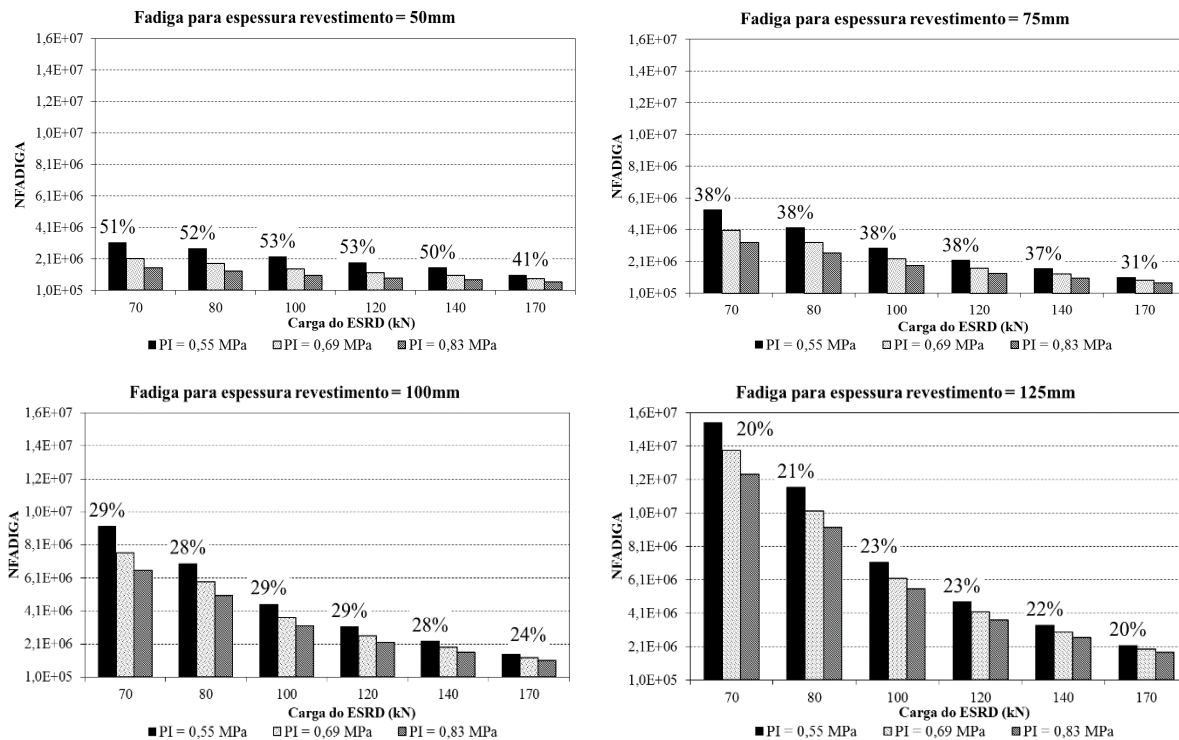 Fadiga para espessura revestimento = 50mm
1,6E+07
1,4E+07
1,2E+07
1,0E+07
8,1E+06
6,1E+06
4,1E+06
2,1E+06
1,0E+05
NFADIGA
51%
52%
53%
53%
50%
41%
70 80 100 120 140 170
Carga do ESRD (kN)
PI = 0,55 MPa PI = 0,69 MPa PI = 0,83 MPa
Fadiga para espessura revestimento = 75mm
1,6E+07
1,4E+07
1,2E+07
1,0E+07
8,1E+06
6,1E+06
4,1E+06
2,1E+06
1,0E+05
NFADIGA
38%
38%
38%
38%
37%
31%
70 80 100 120 140 170
Carga do ESRD (kN)
PI = 0,55 MPa PI = 0,69 MPa PI = 0,83 MPa
Fadiga para espessura revestimento = 100mm
1,6E+07
1,4E+07
1,2E+07
1,0E+07
8,1E+06
6,1E+06
4,1E+06
2,1E+06
1,0E+05
NFADIGA
29%
28%
29%
29%
28%
24%
70 80 100 120 140 170
Carga do ESRD (kN)
PI = 0,55 MPa PI = 0,69 MPa PI = 0,83 MPa
Fadiga para espessura revestimento = 125mm
1,6E+07
1,4E+07
1,2E+07
1,0E+07
8,1E+06
6,1E+06
4,1E+06
2,1E+06
1,0E+05
NFADIGA
20%
21%
23%
23%
22%
20%
70 80 100 120 140 170
Carga do ESRD (kN)
PI = 0,55 MPa PI = 0,69 MPa PI = 0,83 MPa